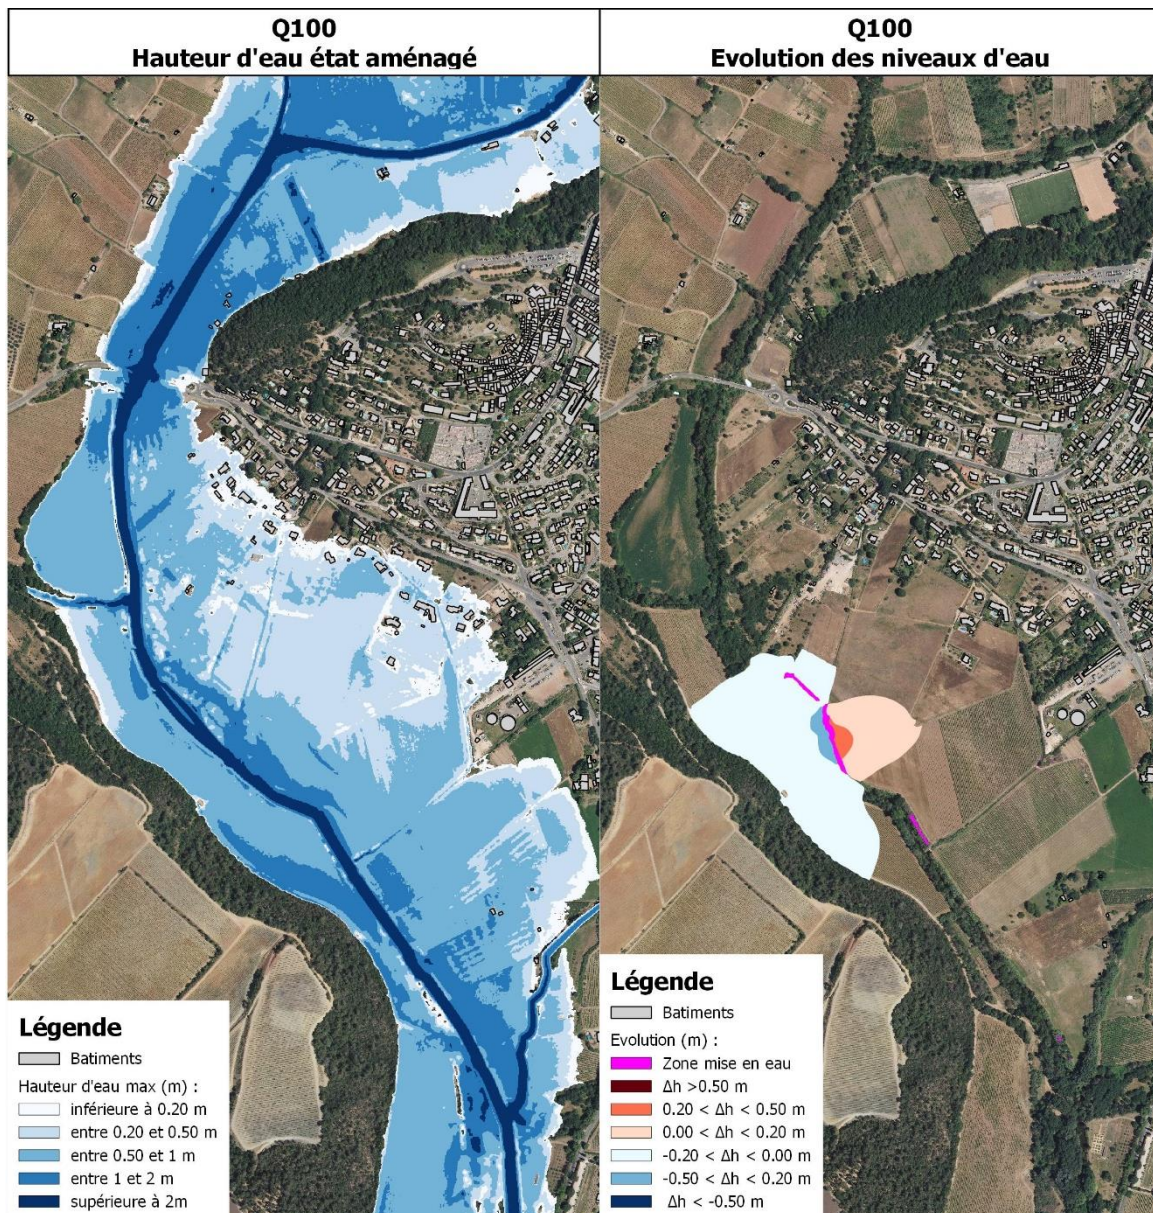 Q100
Hauteur d'eau état aménagé
Q100
Evolution des niveaux d'eau
Légende
Batiments
Hauteur d'eau max (m) :
inférieure à 0.20 m
entre 0.20 et 0.50 m
entre 0.50 et 1 m
entre 1 et 2 m
supérieure à 2m
Légende
Batiments
Evolution (m) :
Zone mise en eau
Δh >0.50 m
0.20 < Δh < 0.50 m
0.00 < Δh < 0.20 m
-0.20 < Δh < 0.00 m
-0.50 < Δh < 0.20 m
Δh < -0.50 m